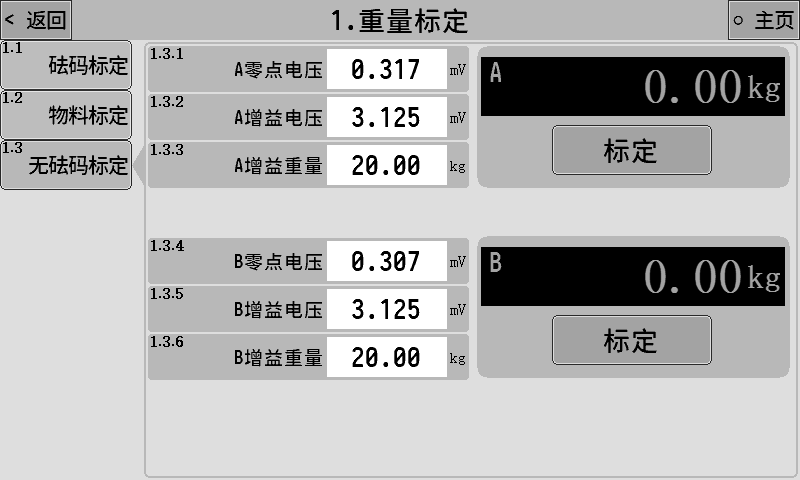 < 返回
1.重量标定
○ 主页
1.1 砝码标定
1.2 物料标定
1.3 无砝码标定
1.3.1 A零点电压 0.317 mV
1.3.2 A增益电压 3.125 mV
1.3.3 A增益重量 20.00 kg
A 0.00kg
标定
1.3.4 B零点电压 0.307 mV
1.3.5 B增益电压 3.125 mV
1.3.6 B增益重量 20.00 kg
B 0.00kg
标定